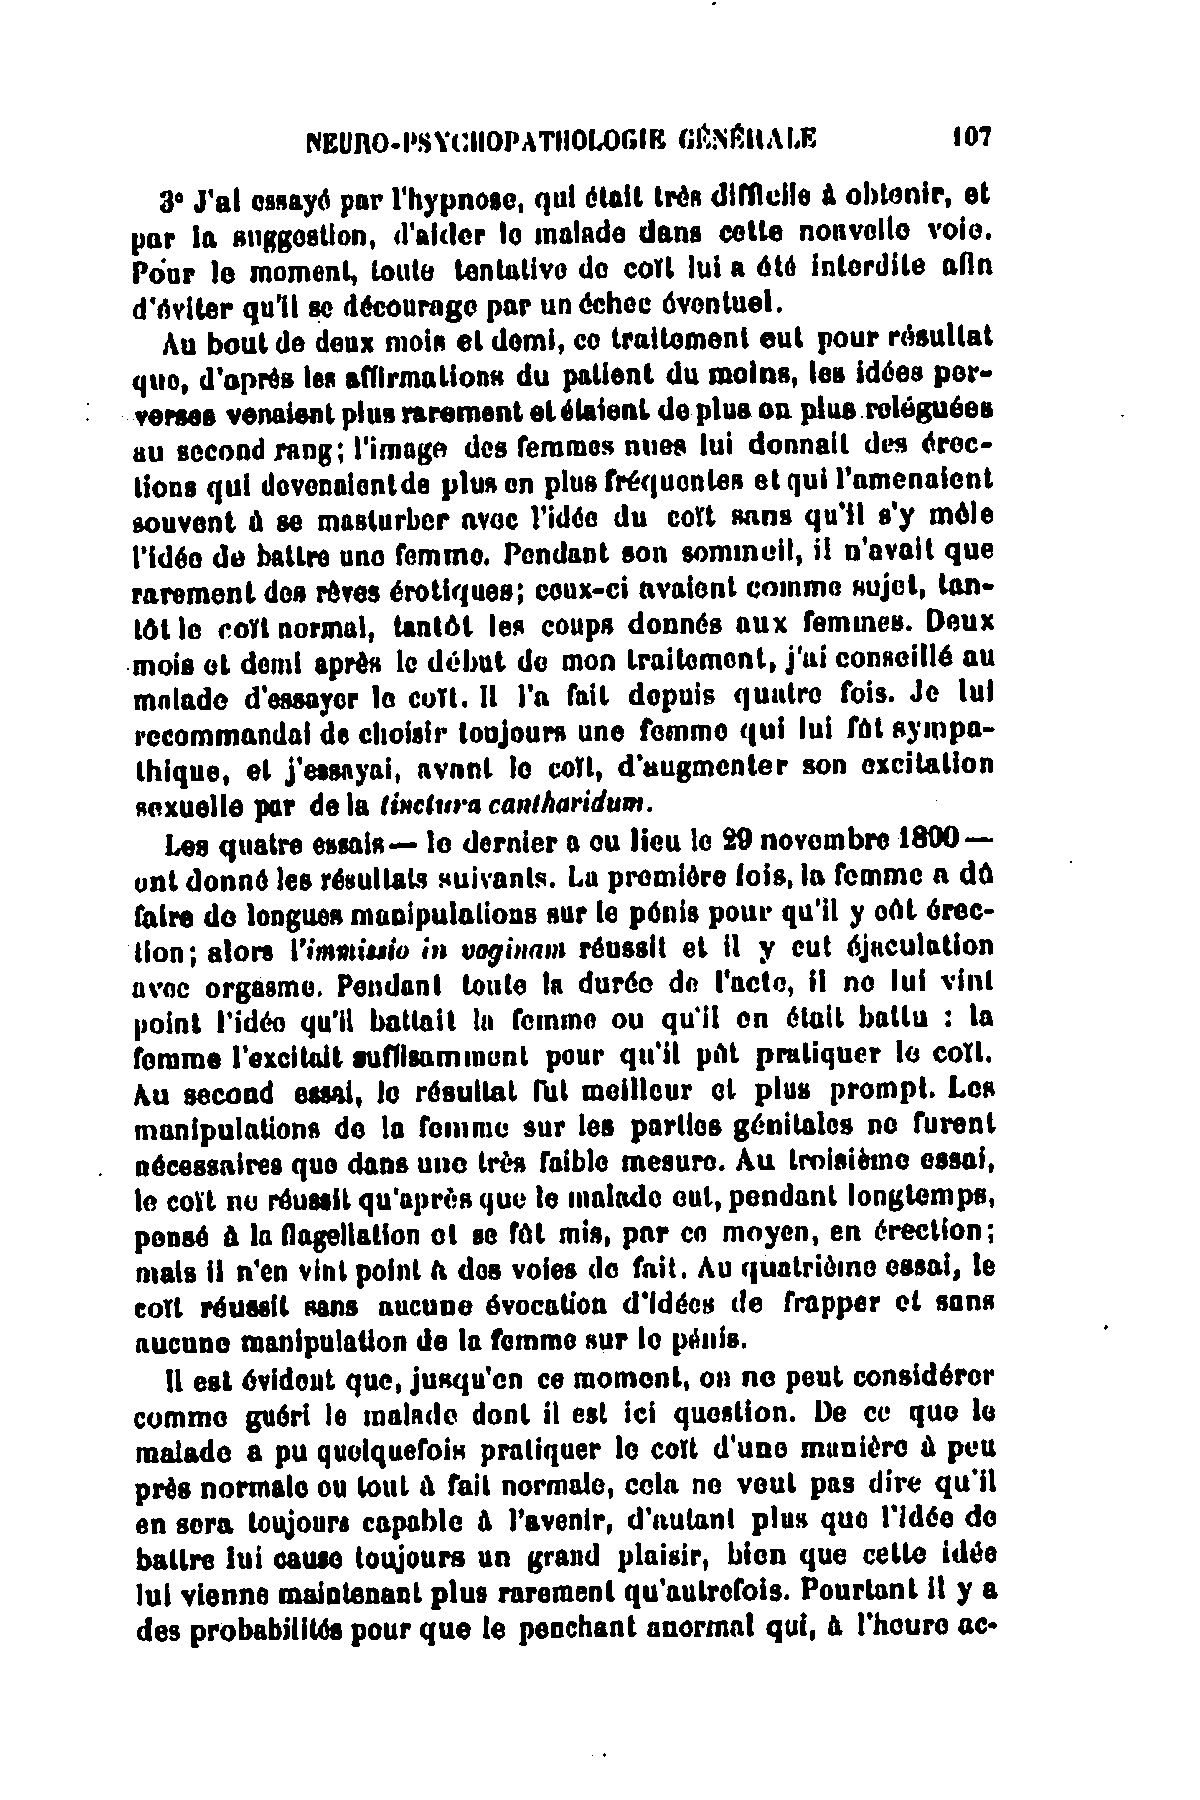 NEURO-PSYCHOPATHOLOGIE GÉNÉRALE 107
3° J'ai essayé par l'hypnose, qui était très difficile à obtenir, et
par la suggestion, d'aider le malade dans cette nouvelle voie.
Pour le moment, toute tentative de coït lui a été interdite afin
d'éviter qu'il se décourage par un échec éventuel.
Au bout de deux mois et demi, ce traitement eut pour résultat
que, d'après les affirmations du patient du moins, les idées per-
verses venaient plus rarement et étaient de plus en plus reléguées
au second rang; l'image des femmes nues lui donnait des érec-
tions qui devenaient de plus en plus fréquentes et qui l'amenaient
souvent à se masturber avec l'idée du coït sans qu'il s'y mêle
l'idée de battre une femme. Pendant son sommeil, il n'avait que
rarement des rêves érotiques; ceux-ci avaient comme sujet, tan-
tôt le coït normal, tantôt les coups donnés aux femmes. Deux
mois et demi après le début de mon traitement, j'ai conseillé au
malade d'essayer le coït. Il l'a fait depuis quatre fois. Je lui
recommandai de choisir toujours une femme qui lui fût sympa-
thique, et j'essayai, avant le coït, d'augmenter son excitation
sexuelle par de la tinctura cantharidum.
Les quatre essais — le dernier a eu lieu le 29 novembre 1890 —
ont donné les résultats suivants. La première fois, la femme a dû
faire de longues manipulations sur le pénis pour qu'il y eût érec-
tion; alors l'immissio in vaginam réussit et il y eut éjaculation
avec orgasme. Pendant toute la durée de l'acte, il ne lui vint
point l'idée qu'il battait la femme ou qu'il en était battu : la
femme l'excitait suffisamment pour qu'il pût pratiquer le coït.
Au second essai, le résultat fut meilleur et plus prompt. Les
manipulations de la femme sur les parties génitales ne furent
nécessaires que dans une très faible mesure. Au troisième essai,
le coït ne réussit qu'après que le malade eut, pendant longtemps,
pensé à la flagellation et se fût mis, par ce moyen, en érection;
mais il n'en vint point à des voies de fait. Au quatrième essai, le
coït réussit sans aucune évocation d'idées de frapper et sans
aucune manipulation de la femme sur le pénis.
Il est évident que, jusqu'en ce moment, on ne peut considérer
comme guéri le malade dont il est ici question. De ce que le
malade a pu quelquefois pratiquer le coït d'une manière à peu
près normale ou tout à fait normale, cela ne veut pas dire qu'il
en sera toujours capable à l'avenir, d'autant plus que l'idée de
battre lui cause toujours un grand plaisir, bien que cette idée
lui vienne maintenant plus rarement qu'autrefois. Pourtant il y a
des probabilités pour que le penchant anormal qui, à l'heure ac-